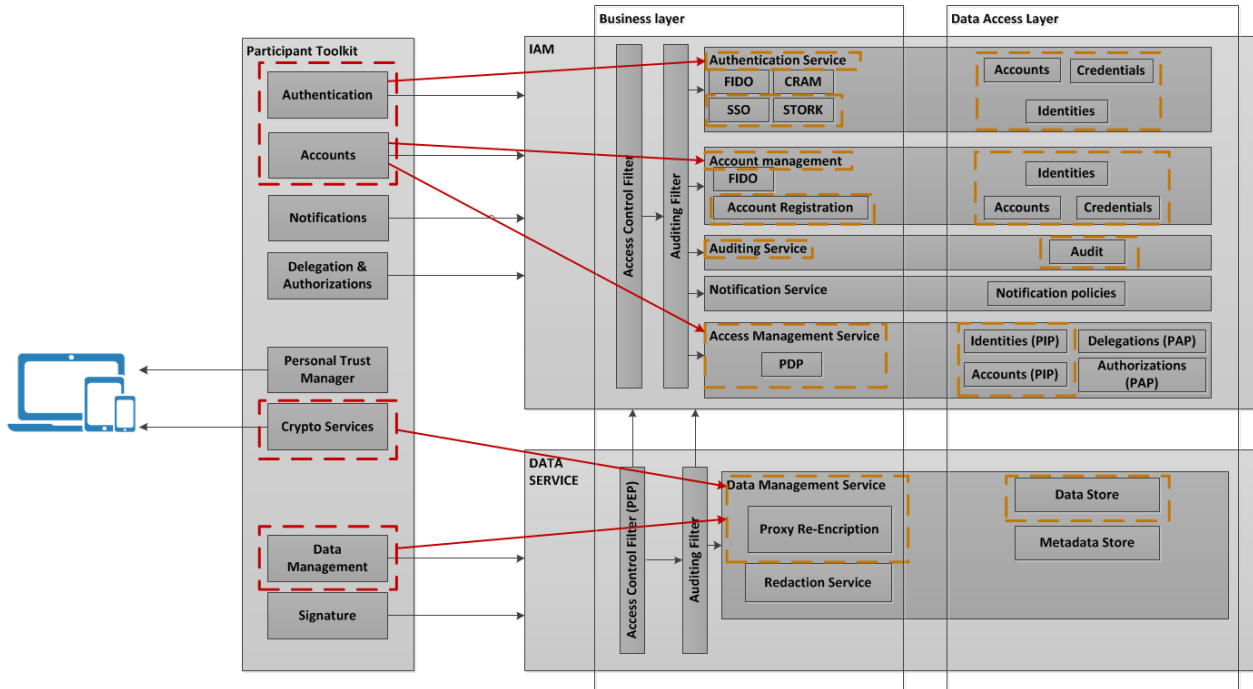 Business layer
Data Access Layer
Participant Toolkit
Authentication
Accounts
Notifications
Delegation &
Authorizations
Personal Trust
Manager
Crypto Services
Data
Management
Signature
IAM
Access Control Filter
Auditing Filter
Authentication Service
FIDO
CRAM
SSO
STORK
Accounts
Credentials
Identities
Account management
FIDO
Account Registration
Identities
Accounts
Credentials
Auditing Service
Audit
Notification Service
Notification policies
Access Management Service
PDP
Identities (PIP)
Delegations (PAP)
Accounts (PIP)
Authorizations
(PAP)
DATA
SERVICE
Access Control Filter (PEP)
Auditing Filter
Data Management Service
Proxy Re-Encription
Redaction Service
Data Store
Metadata Store